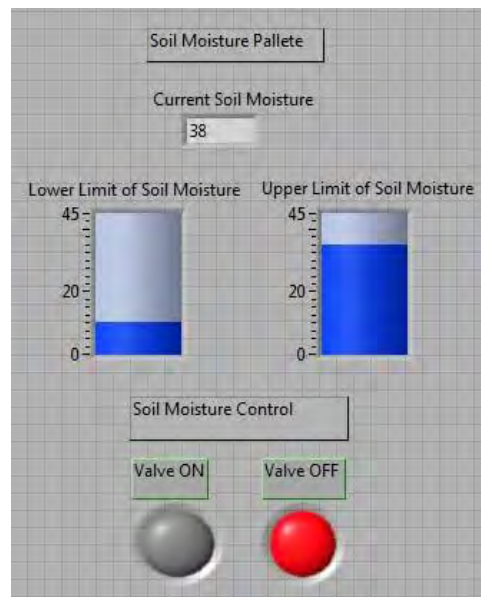 Soil Moisture Pallete
Current Soil Moisture
38
Lower Limit of Soil Moisture Upper Limit of Soil Moisture
45 45
20 20
0 0
Soil Moisture Control
Valve ON Valve OFF